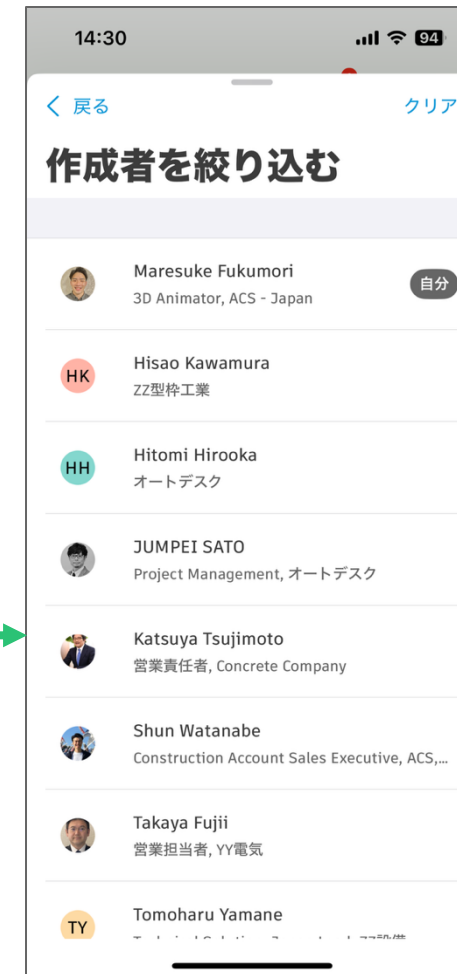 14:30 94
戻る クリア
作成者を絞り込む
Maresuke Fukumori
3D Animator, ACS - Japan
自分
HK
Hisao Kawamura
ZZ型枠工業
HH
Hitomi Hirooka
オートデスク
JUMPEI SATO
Project Management, オートデスク
Katsuya Tsujimoto
営業責任者, Concrete Company
Shun Watanabe
Construction Account Sales Executive, ACS,...
Takaya Fujii
営業担当者, YY電気
TY
Tomoharu Yamane